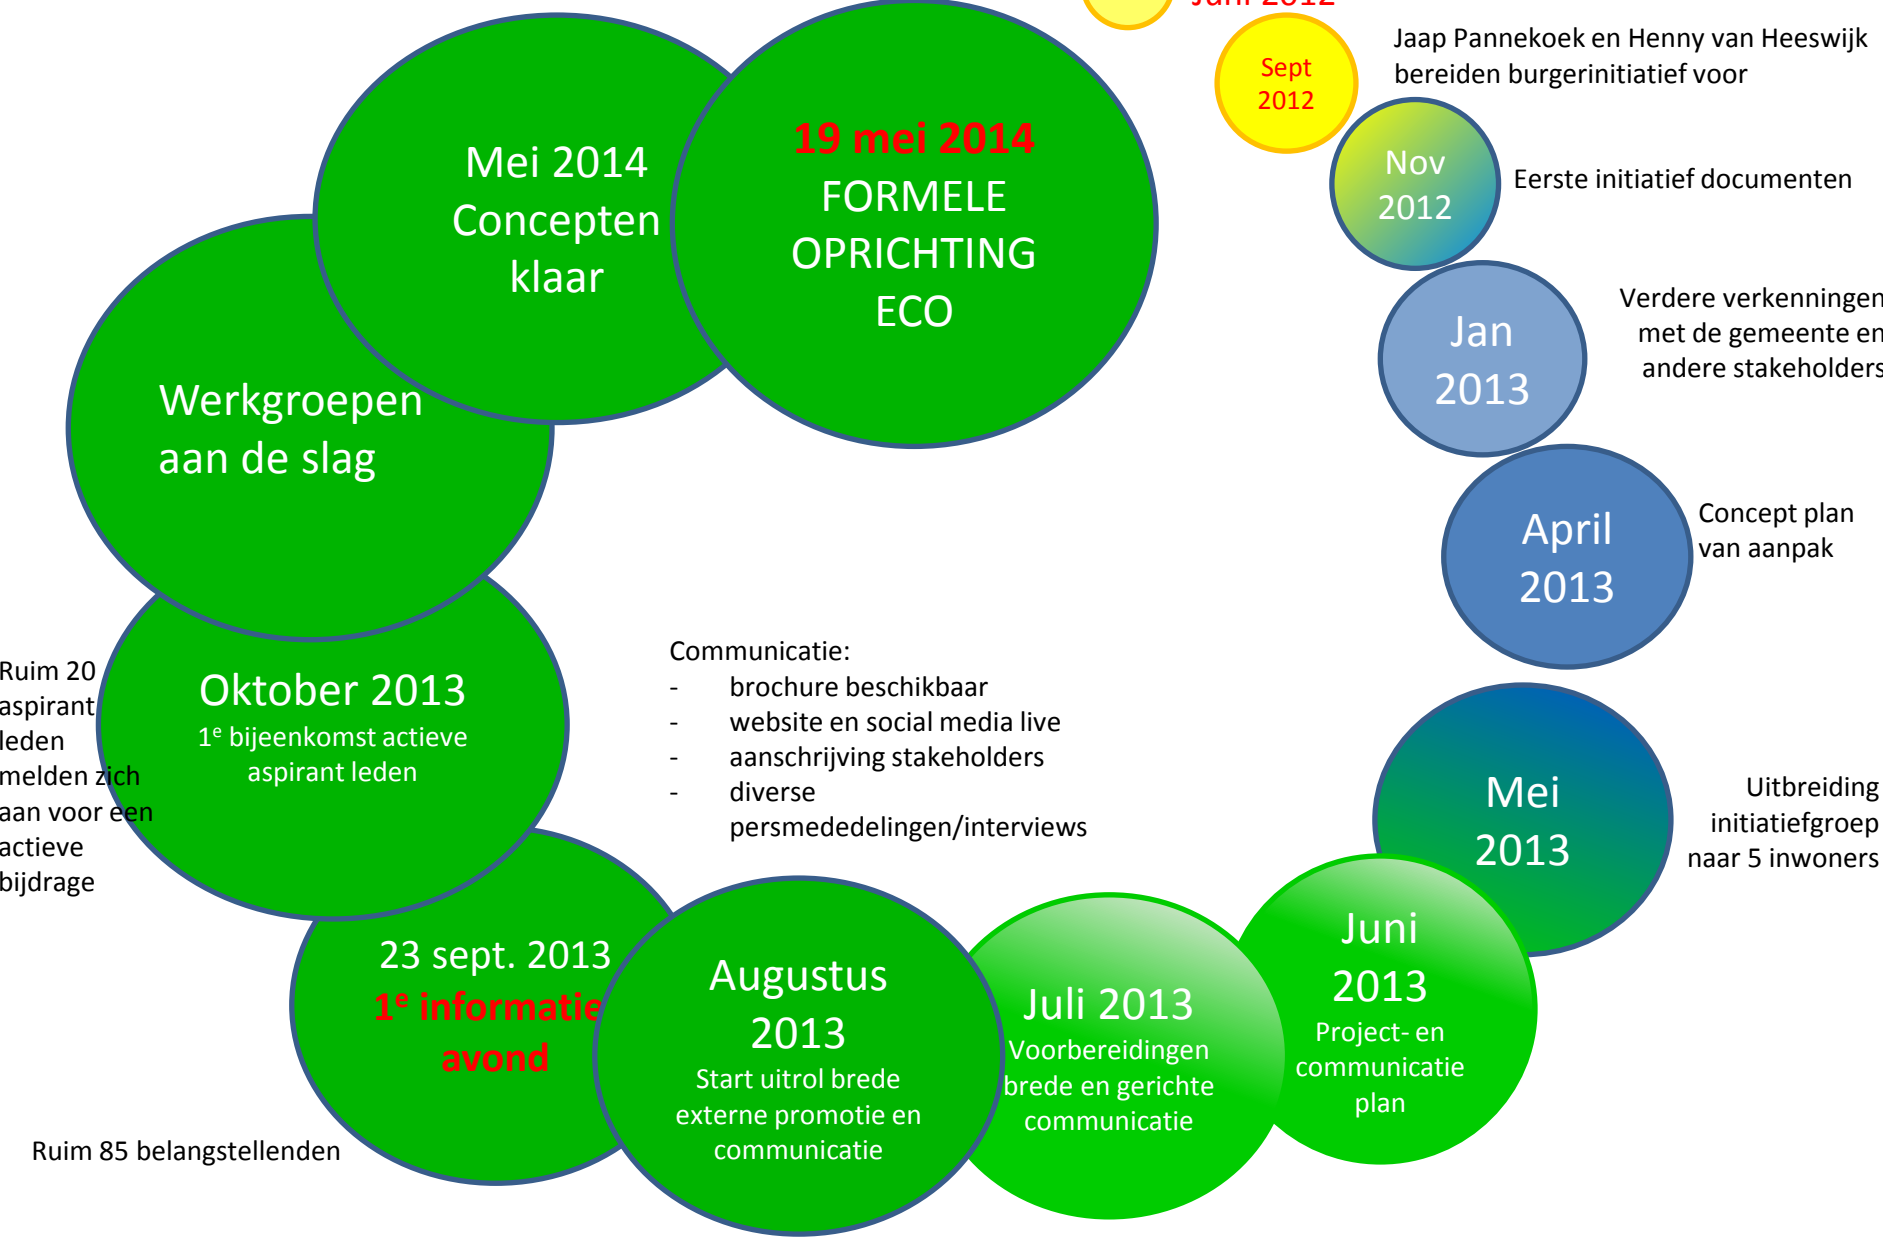 Juni 2012
Sept
2012
Jaap Pannekoek en Henny van Heeswijk
bereiden burgerinitiatief voor
Nov
2012
Eerste initiatief documenten
Jan
2013
Verdere verkenningen
met de gemeente en
andere stakeholders
April
2013
Concept plan
van aanpak
Mei
2013
Uitbreiding
initiatiefgroep
naar 5 inwoners
Juni
2013
Project- en
communicatie
plan
Juli 2013
Voorbereidingen
brede en gerichte
communicatie
Augustus
2013
Start uitrol brede
externe promotie en
communicatie
Communicatie:
- brochure beschikbaar
- website en social media live
- aanschrijving stakeholders
- diverse
persmededelingen/interviews
23 sept. 2013
1e informatie
avond
Ruim 85 belangstellenden
Oktober 2013
1e bijeenkomst actieve
aspirant leden
Ruim 20
aspirant
leden
melden zich
aan voor een
actieve
bijdrage
Werkgroepen
aan de slag
Mei 2014
Concepten
klaar
19 mei 2014
FORMELE
OPRICHTING
ECO